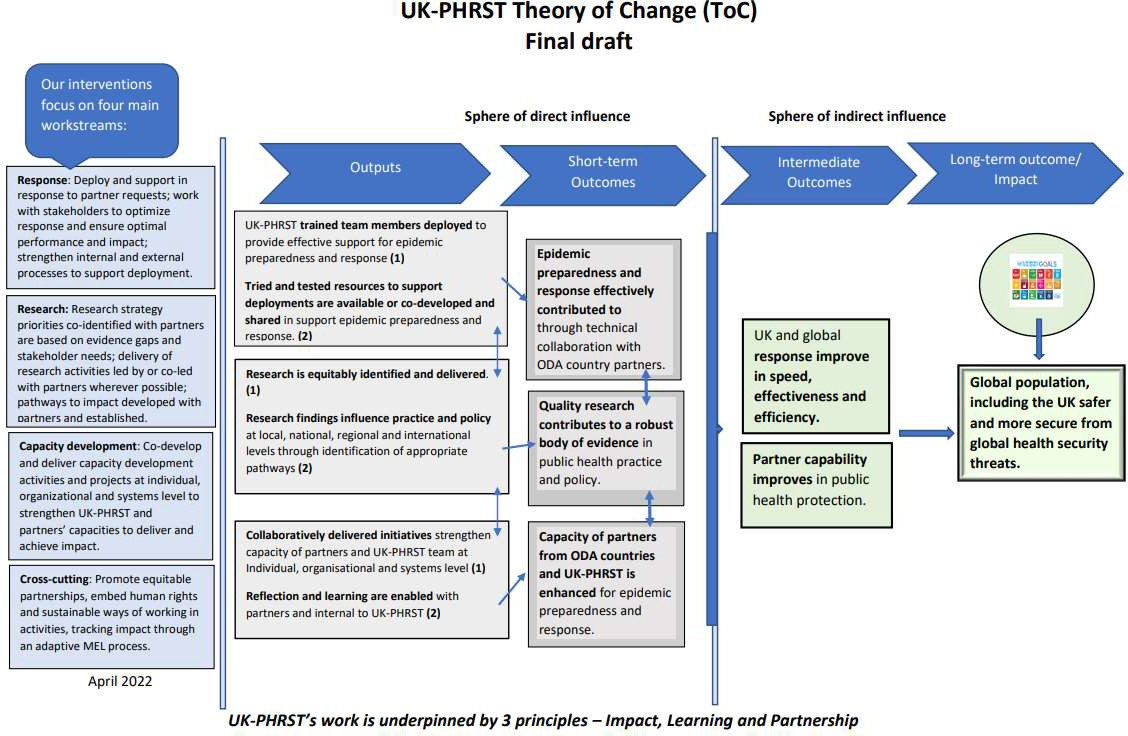 UK-PHRST Theory of Change (ToC)
Final draft
Our interventions
focus on four main
workstreams:
Response: Deploy and support in
response to partner requests; work
with stakeholders to optimize
response and ensure optimal
performance and impact;
strengthen internal and external
processes to support deployment.
Research: Research strategy
priorities co-identified with partners
are based on evidence gaps and
stakeholder needs; delivery of
research activities led by or co-led
with partners wherever possible;
pathways to impact developed with
partners and established.
Capacity development: Co-develop
and deliver capacity development
activities and projects at individual,
organizational and systems level to
strengthen UK-PHRST and
partners’ capacities to deliver and
achieve impact.
Cross-cutting: Promote equitable
partnerships, embed human rights
and sustainable ways of working in
activities, tracking impact through
an adaptive MEL process.
April 2022
Sphere of direct influence
Outputs
UK-PHRST trained team members deployed to
provide effective support for epidemic
preparedness and response (1)
Tried and tested resources to support
deployments are available or co-developed and
shared in support epidemic preparedness and
response. (2)
Research is equitably identified and delivered.
(1)
Research findings influence practice and policy
at local, national, regional and international
levels through identification of appropriate
pathways (2)
Collaboratively delivered initiatives strengthen
capacity of partners and UK-PHRST team at
Individual, organisational and systems level (1)
Reflection and learning are enabled with
partners and internal to UK-PHRST (2)
Short-term
Outcomes
Epidemic
preparedness and
response effectively
contributed to
through technical
collaboration with
ODA country partners.
Quality research
contributes to a robust
body of evidence in
public health practice
and policy.
Capacity of partners
from ODA countries
and UK-PHRST is
enhanced for epidemic
preparedness and
response.
Sphere of indirect influence
Intermediate
Outcomes
UK and global
response improve
in speed,
effectiveness and
efficiency.
Partner capability
improves in public
health protection.
Long-term outcome/
Impact
GOALS
Global population,
including the UK safer
and more secure from
global health security
threats.
UK-PHRST’s work is underpinned by 3 principles – Impact, Learning and Partnership